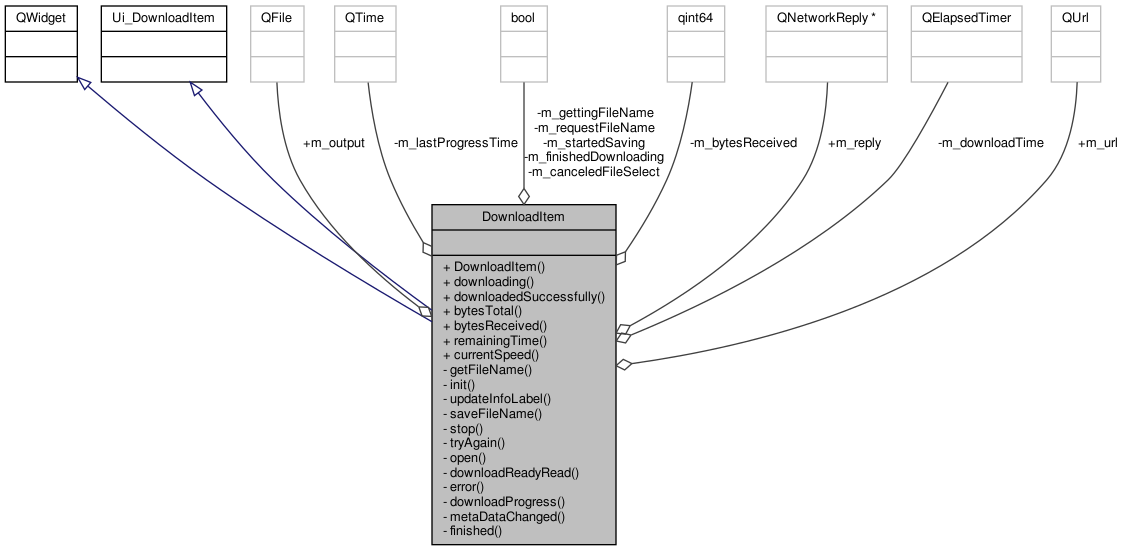 QWidget
Ui_DownloadItem
QFile
QTime
bool
qint64
QNetworkReply *
QElapsedTimer
QUrl
+m_output
-m_lastProgressTime
-m_gettingFileName
-m_requestFileName
-m_startedSaving
-m_finishedDownloading
-m_canceledFileSelect
-m_bytesReceived
+m_reply
-m_downloadTime
+m_url
DownloadItem
+ DownloadItem()
+ downloading()
+ downloadedSuccessfully()
+ bytesTotal()
+ bytesReceived()
+ remainingTime()
+ currentSpeed()
- getFileName()
- init()
- updateInfoLabel()
- saveFileName()
- stop()
- tryAgain()
- open()
- downloadReadyRead()
- error()
- downloadProgress()
- metaDataChanged()
- finished()